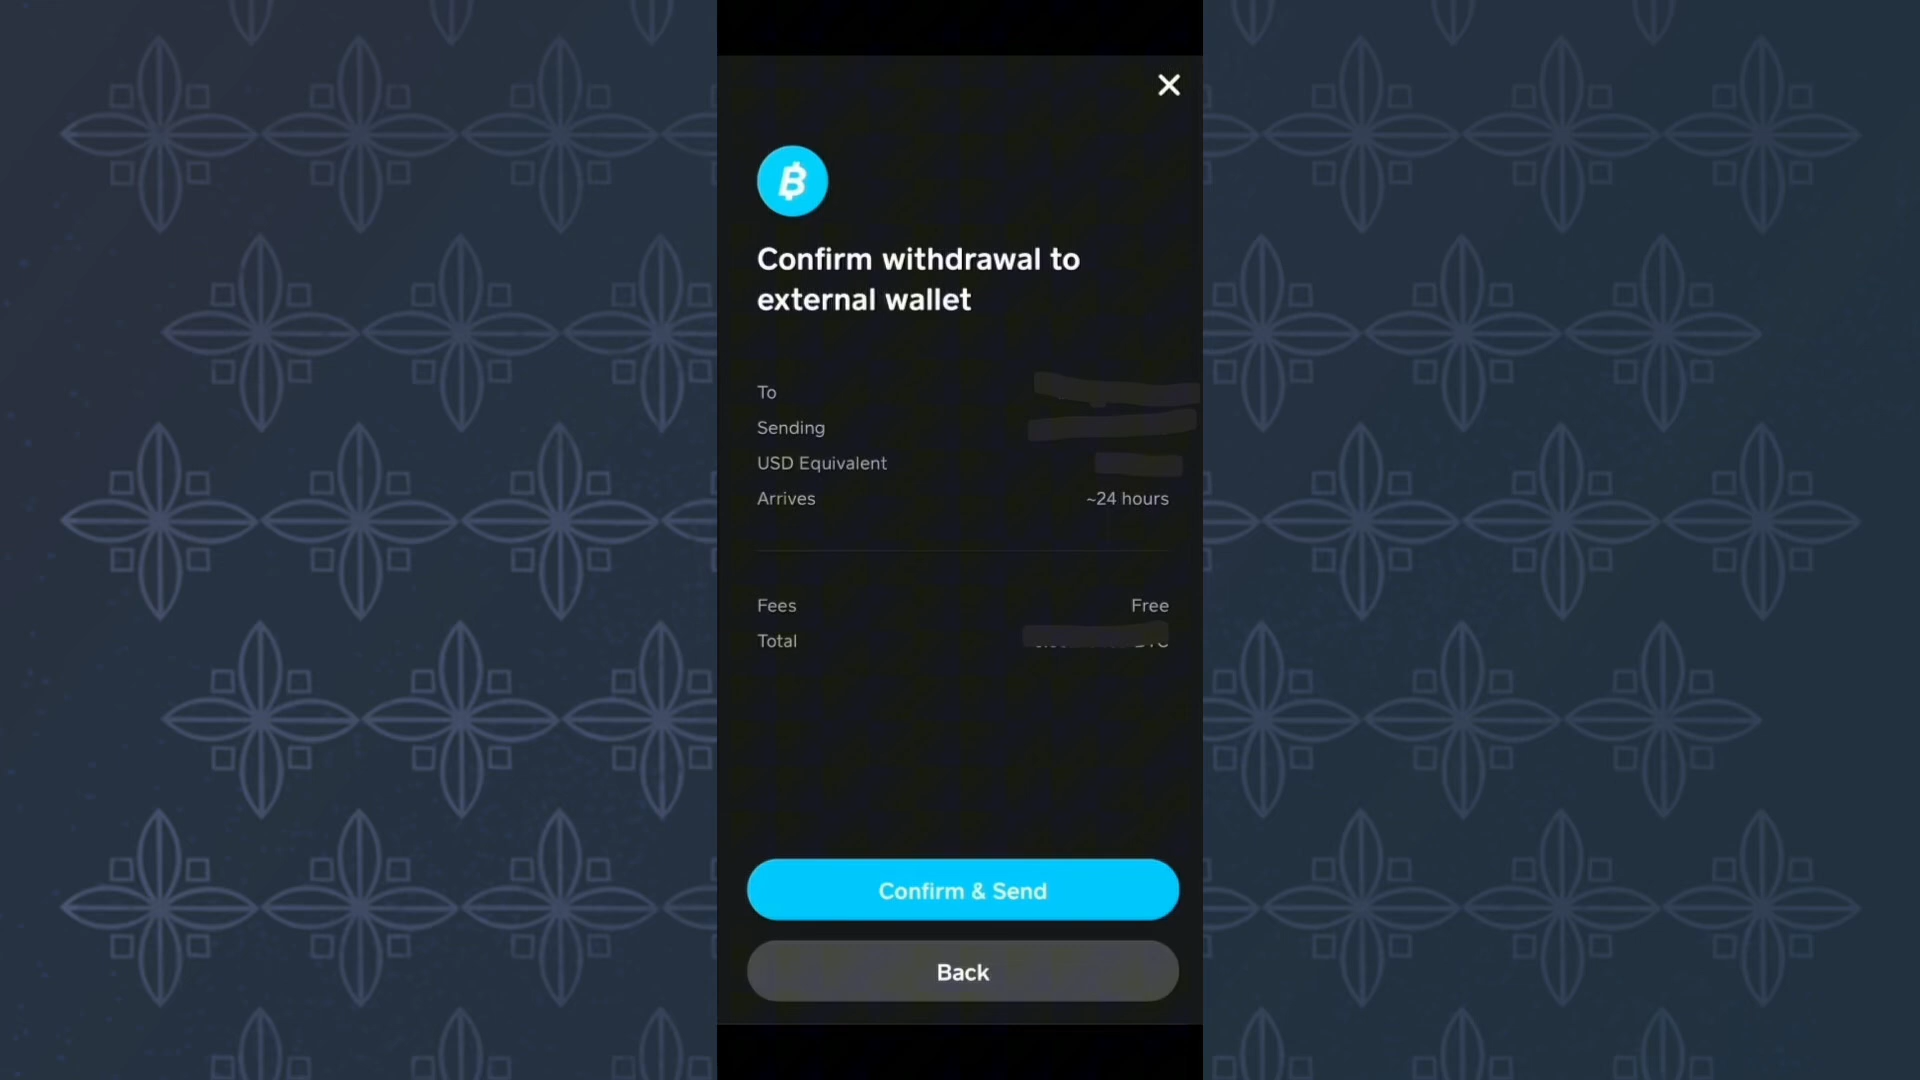 Confirm withdrawal to
external wallet
To
Sending
USD Equivalent
Arrives ~24 hours
Fees Free
Total
Confirm & Send
Back